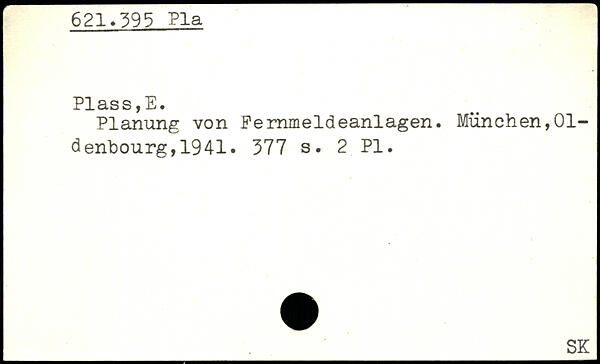 621.395 Pla
Plass,E.
Planung von Fernmeldeanlagen. München,Ol-
denbourg,1941. 377 s. 2 Pl.
SK